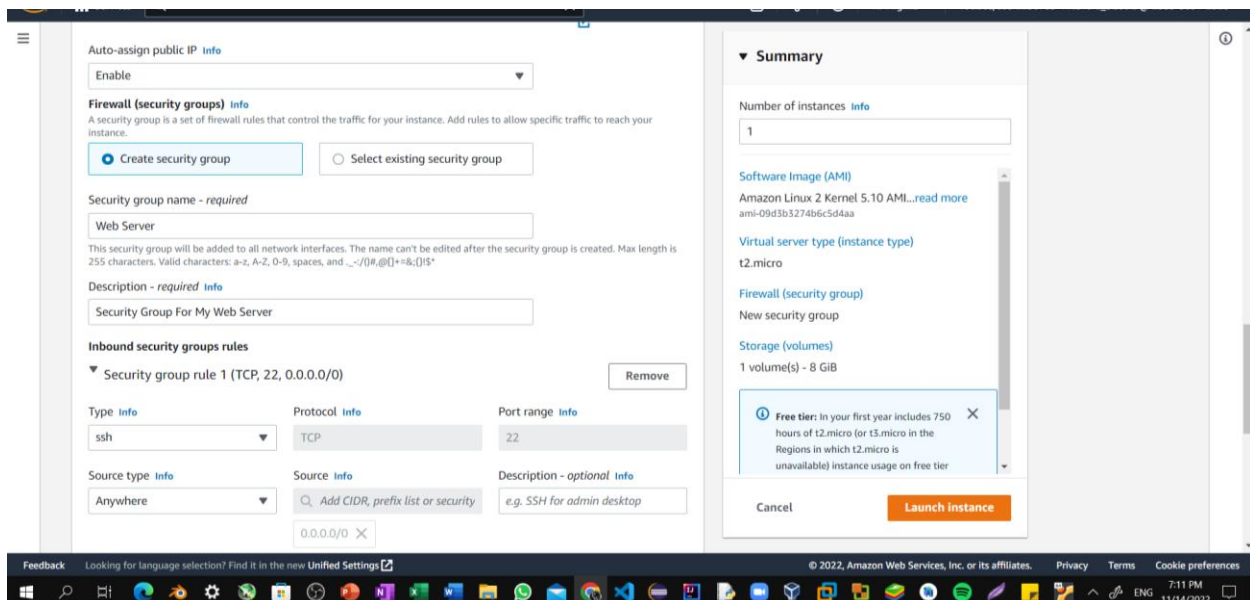 Auto-assign public IP Info
Enable
Firewall (security groups) Info
A security group is a set of firewall rules that control the traffic for your instance. Add rules to allow specific traffic to reach your
instance.
Create security group
Select existing security group
Security group name - required
Web Server
This security group will be added to all network interfaces. The name can't be edited after the security group is created. Max length is
255 characters. Valid characters: a-z, A-Z, 0-9, spaces, and ._-:/()#,@[]+=&;{}!$*
Description - required Info
Security Group For My Web Server
Inbound security groups rules
Security group rule 1 (TCP, 22, 0.0.0.0/0)
Remove
Type Info
Protocol Info
Port range Info
ssh
TCP
22
Source type Info
Source Info
Description - optional Info
Anywhere
Add CIDR, prefix list or security
e.g. SSH for admin desktop
0.0.0.0/0
Summary
Number of instances Info
1
Software Image (AMI)
Amazon Linux 2 Kernel 5.10 AMI...read more
ami-09d3b3274b6c5d4aa
Virtual server type (instance type)
t2.micro
Firewall (security group)
New security group
Storage (volumes)
1 volume(s) - 8 GiB
Free tier: In your first year includes 750
hours of t2.micro (or t3.micro in the
Regions in which t2.micro is
unavailable) instance usage on free tier
Cancel
Launch instance
Feedback
Looking for language selection? Find it in the new Unified Settings
© 2022, Amazon Web Services, Inc. or its affiliates.
Privacy
Terms
Cookie preferences
7:11 PM
ENG
11/14/2022